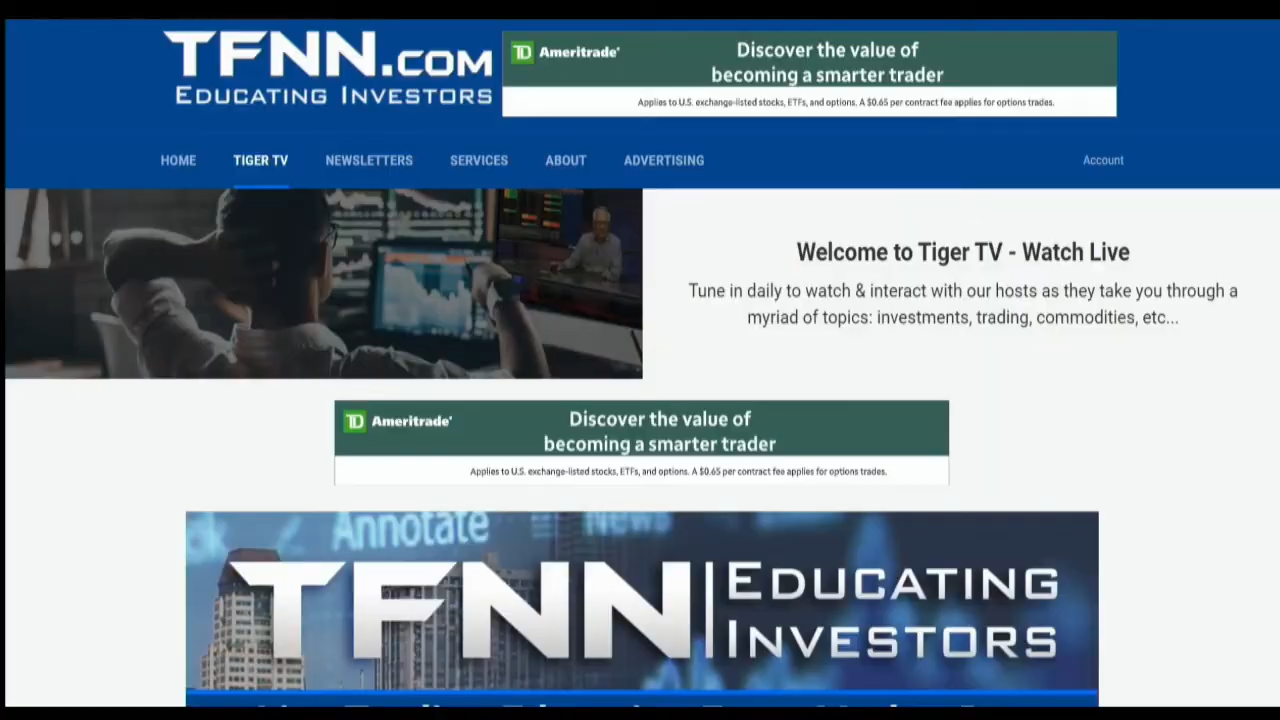 TFNN.COM
EDUCATING INVESTORS
TD Ameritrade
Discover the value of
becoming a smarter trader
Applies to U.S. exchange-listed stocks, ETFs, and options. A $0.65 per contract fee applies for options trades.
HOME TIGER TV NEWSLETTERS SERVICES ABOUT ADVERTISING Account
Welcome to Tiger TV - Watch Live
Tune in daily to watch & interact with our hosts as they take you through a
myriad of topics: investments, trading, commodities, etc...
TD Ameritrade
Discover the value of
becoming a smarter trader
Applies to U.S. exchange-listed stocks, ETFs, and options. A $0.65 per contract fee applies for options trades.
Annotate News
TFNN EDUCATING
INVESTORS